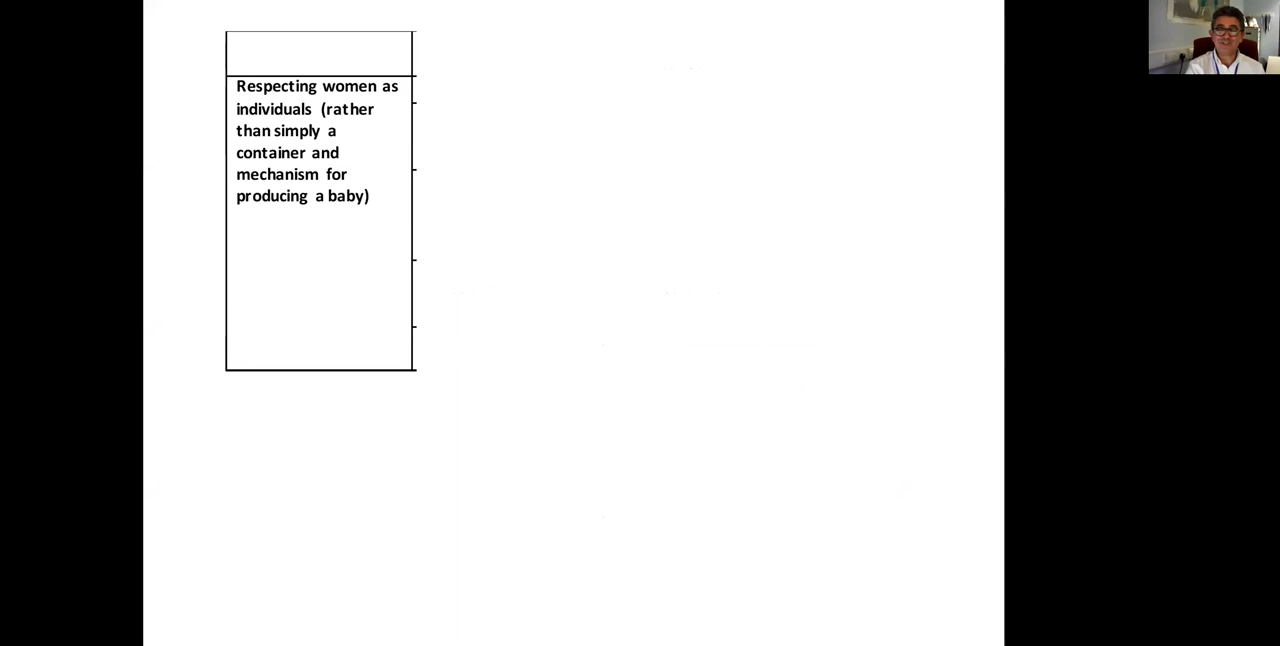 Respecting women as
individuals (rather
than simply a
container and
mechanism for
producing a baby)